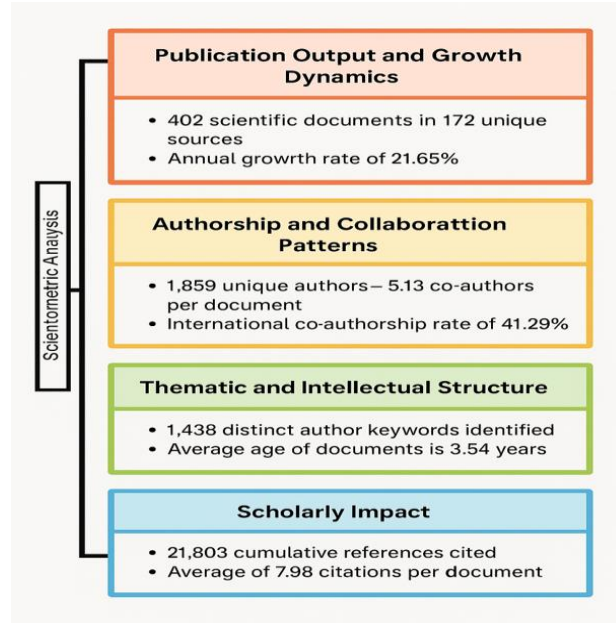 Scientometric Analysis
Publication Output and Growth
Dynamics
• 402 scientific documents in 172 unique
sources
• Annual growrth rate of 21.65%
Authorship and Collaborattion
Patterns
• 1,859 unique authors— 5.13 co-authors
per document
• International co-authorship rate of 41.29%
Thematic and Intellectual Structure
• 1,438 distinct author keywords identified
• Average age of documents is 3.54 years
Scholarly Impact
• 21,803 cumulative references cited
• Average of 7.98 citations per document